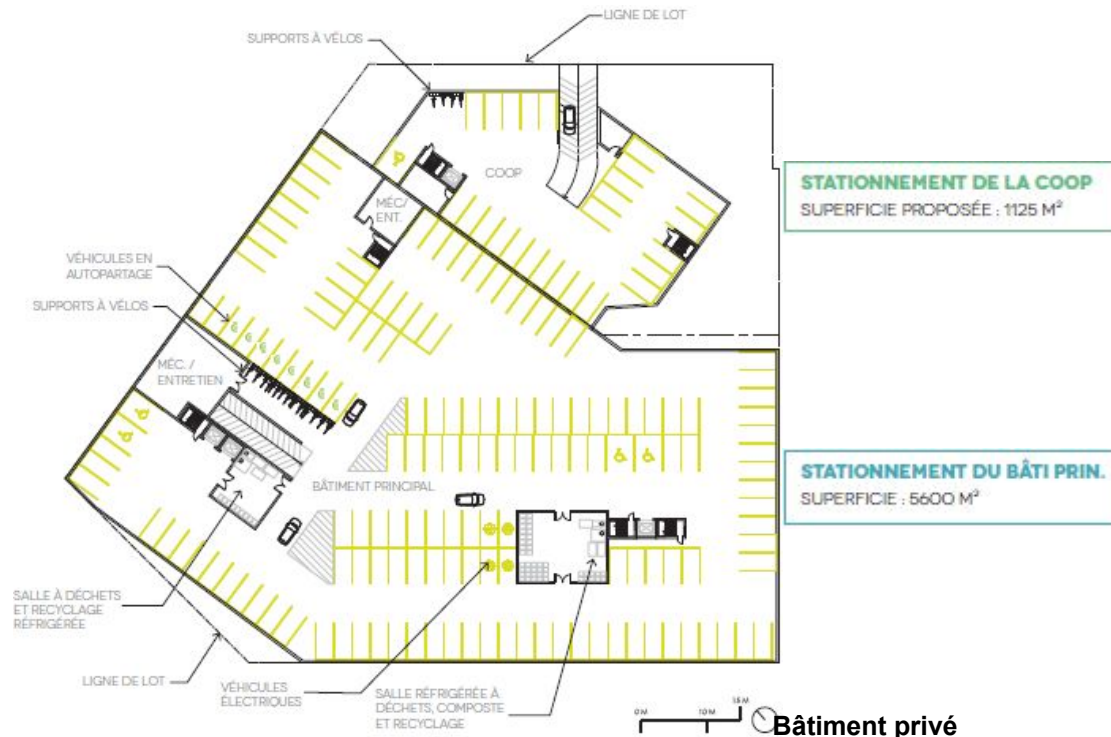 LIGNE DE LOT
SUPPORTS À VÉLOS
COOP
MÉC/
ENT.
STATIONNEMENT DE LA COOP
SUPERFICIE PROPOSÉE : 1125 M²
VÉHICULES EN
AUTOPARTAGE
SUPPORTS À VÉLOS
MÉC. /
ENTRETIEN
BÂTIMENT PRINCIPAL
STATIONNEMENT DU BÂTI PRIN.
SUPERFICIE : 5600 M²
SALLE À DÉCHETS
ET RECYCLAGE
RÉFRIGÉRÉE
LIGNE DE LOT
VÉHICULES
ÉLECTRIQUES
SALLE RÉFRIGÉRÉE À
DÉCHETS, COMPOSTE
ET RECYCLAGE
0 M 10 M 15 M
Bâtiment privé